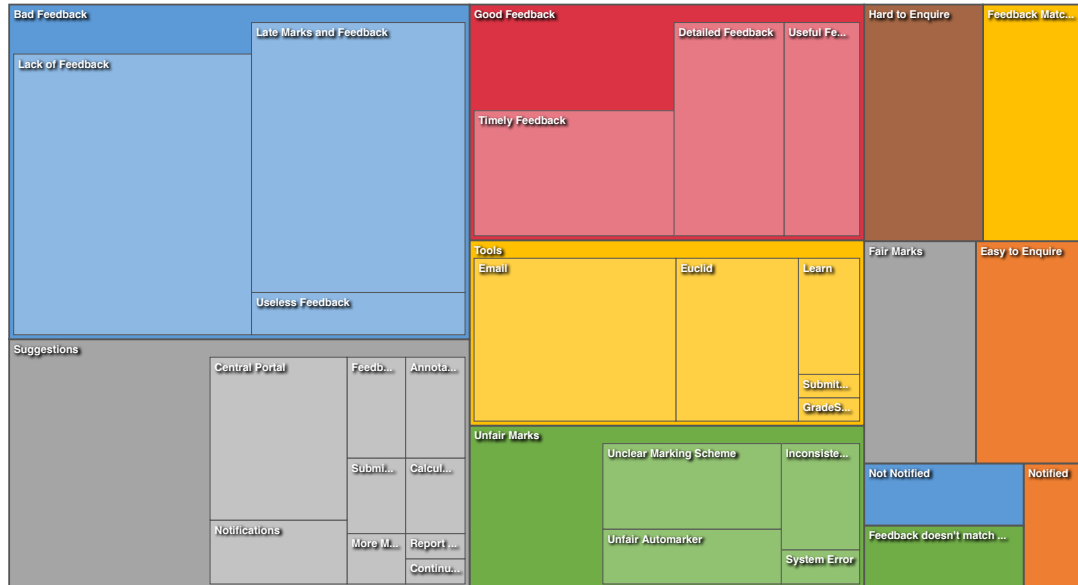 Bad Feedback
Lack of Feedback
Late Marks and Feedback
Useless Feedback
Suggestions
Central Portal
Notifications
Feedb...
Annota...
Submi...
Calcul...
More M...
Report ...
Continu...
Good Feedback
Timely Feedback
Detailed Feedback
Useful Fe...
Tools
Email
Euclid
Learn
Submit...
GradeS...
Unfair Marks
Unclear Marking Scheme
Inconsiste...
Unfair Automarker
System Error
Hard to Enquire
Feedback Matc...
Fair Marks
Easy to Enquire
Not Notified
Notified
Feedback doesn't match ...